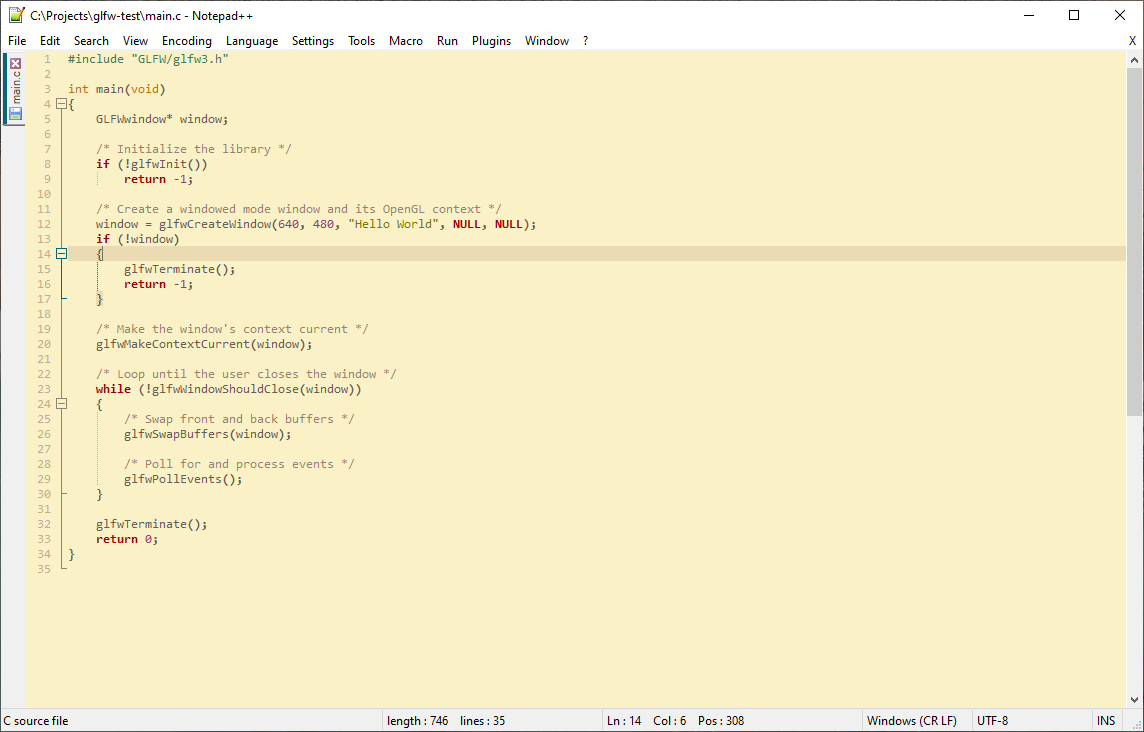 C:\Projects\glfw-test\main.c - Notepad++
File Edit Search View Encoding Language Settings Tools Macro Run Plugins Window ? X
main.c
1 #include "GLFW/glfw3.h"
2
3 int main(void)
4 {
5     GLFWwindow* window;
6
7     /* Initialize the library */
8     if (!glfwInit())
9         return -1;
10
11     /* Create a windowed mode window and its OpenGL context */
12     window = glfwCreateWindow(640, 480, "Hello World", NULL, NULL);
13     if (!window)
14     {
15         glfwTerminate();
16         return -1;
17     }
18
19     /* Make the window's context current */
20     glfwMakeContextCurrent(window);
21
22     /* Loop until the user closes the window */
23     while (!glfwWindowShouldClose(window))
24     {
25         /* Swap front and back buffers */
26         glfwSwapBuffers(window);
27
28         /* Poll for and process events */
29         glfwPollEvents();
30     }
31
32     glfwTerminate();
33     return 0;
34 }
35
C source file length : 746 lines : 35 Ln : 14 Col : 6 Pos : 308 Windows (CR LF) UTF-8 INS